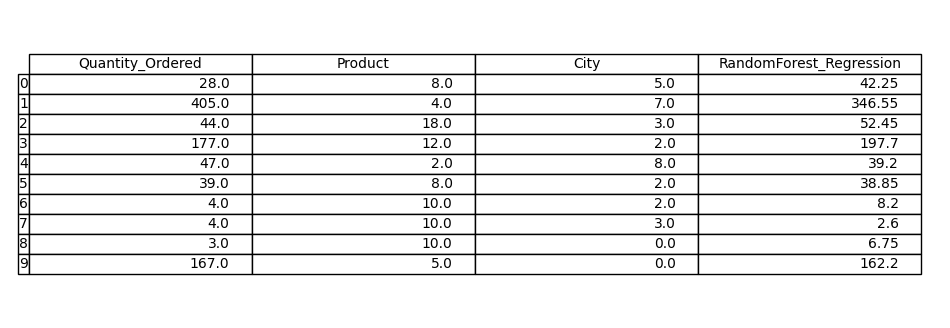 Quantity_Ordered Product City RandomForest_Regression
0 28.0 8.0 5.0 42.25
1 405.0 4.0 7.0 346.55
2 44.0 18.0 3.0 52.45
3 177.0 12.0 2.0 197.7
4 47.0 2.0 8.0 39.2
5 39.0 8.0 2.0 38.85
6 4.0 10.0 2.0 8.2
7 4.0 10.0 3.0 2.6
8 3.0 10.0 0.0 6.75
9 167.0 5.0 0.0 162.2